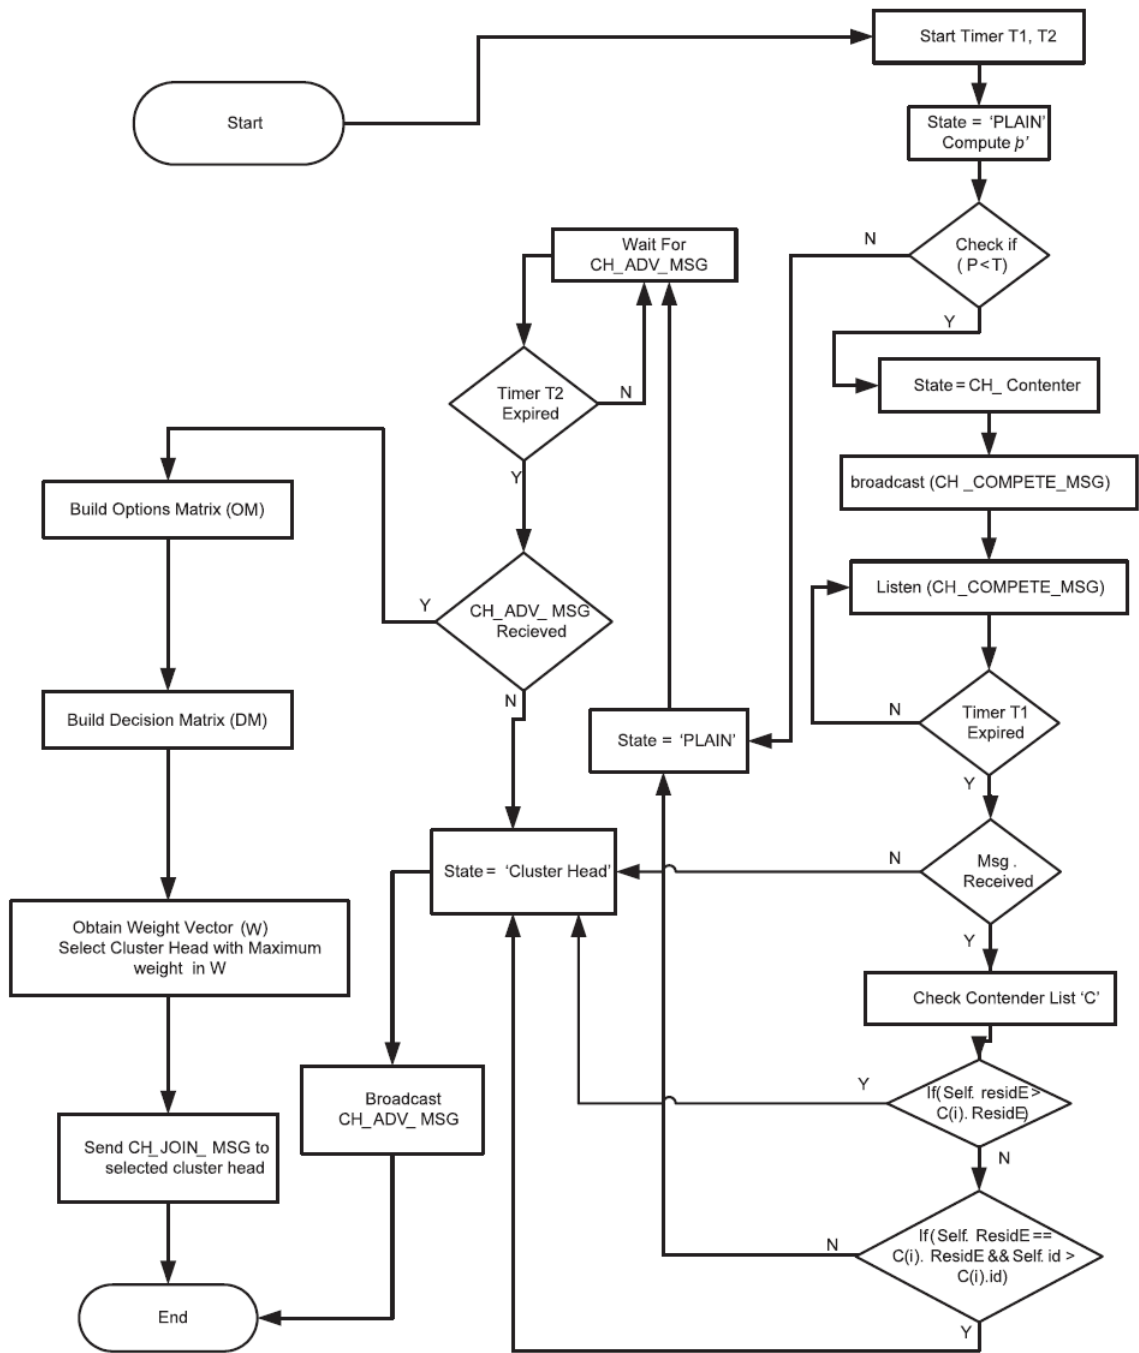 Start Timer T1, T2
Start
State = 'PLAIN'
Compute p'
Check if
( P < T)
N
Y
Wait For
CH_ADV_MSG
Timer T2
Expired
N
Y
State = CH_ Contenter
broadcast (CH _COMPETE_MSG)
Listen (CH_COMPETE_MSG)
Build Options Matrix (OM)
CH_ADV_ MSG
Recieved
Y
N
Timer T1
Expired
N
Y
Build Decision Matrix (DM)
State = 'PLAIN'
Msg .
Received
N
Y
State = 'Cluster Head'
Obtain Weight Vector (W)
Select Cluster Head with Maximum
weight in W
Check Contender List 'C'
If(Self. residE >
C(i). ResidE)
Y
N
Broadcast
CH_ADV_ MSG
Send CH_JOIN_ MSG to
selected cluster head
If(Self. ResidE ==
C(i). ResidE && Self. id >
C(i).id)
N
Y
End